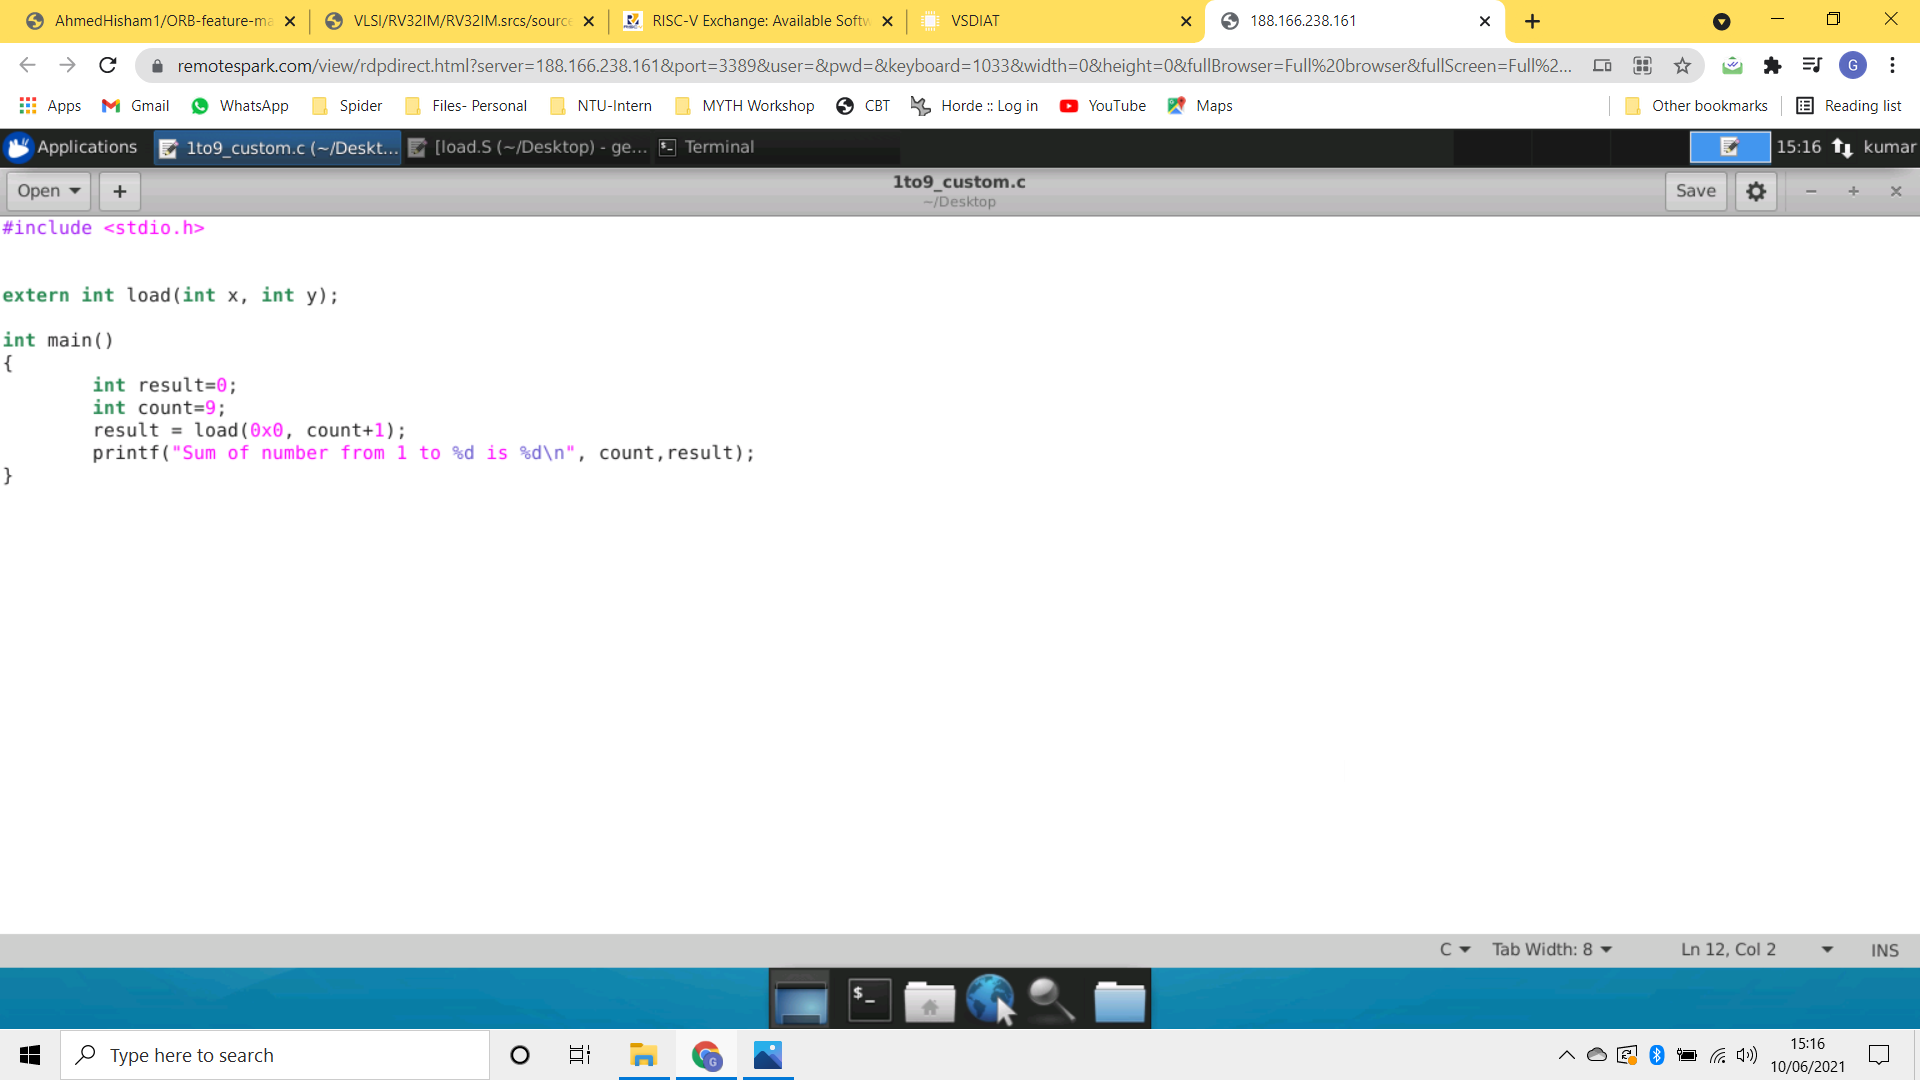 AhmedHisham1/ORB-feature-ma
VLSI/RV32IM/RV32IM.srcs/source
RISC-V Exchange: Available Softw
VSDIAT
188.166.238.161
remotespark.com/view/rdpdirect.html?server=188.166.238.161&port=3389&user=&pwd=&keyboard=1033&width=0&height=0&fullBrowser=Full%20browser&fullScreen=Full%2...
G
Apps
Gmail
WhatsApp
Spider
Files- Personal
NTU-Intern
MYTH Workshop
CBT
Horde :: Log in
YouTube
Maps
Other bookmarks
Reading list
Applications
1to9_custom.c (~/Deskt...
[load.S (~/Desktop) - ge...
Terminal
15:16
kumar
Open
1to9_custom.c
~/Desktop
Save
#include <stdio.h>
extern int load(int x, int y);
int main()
{
int result=0;
int count=9;
result = load(0x0, count+1);
printf("Sum of number from 1 to %d is %d\n", count,result);
}
C
Tab Width: 8
Ln 12, Col 2
INS
$_
Type here to search
G
15:16
10/06/2021